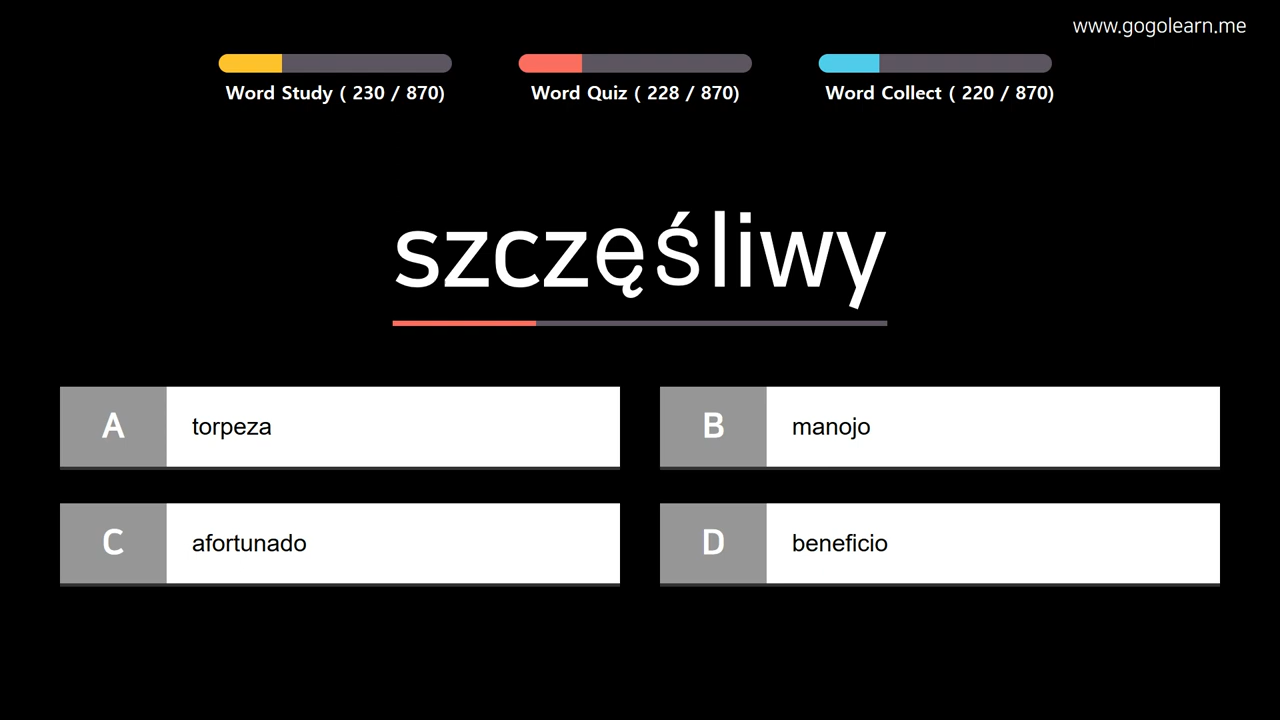 www.gogolearn.me
Word Study ( 230 / 870)
Word Quiz ( 228 / 870)
Word Collect ( 220 / 870)
szczęśliwy
A torpeza
B manojo
C afortunado
D beneficio